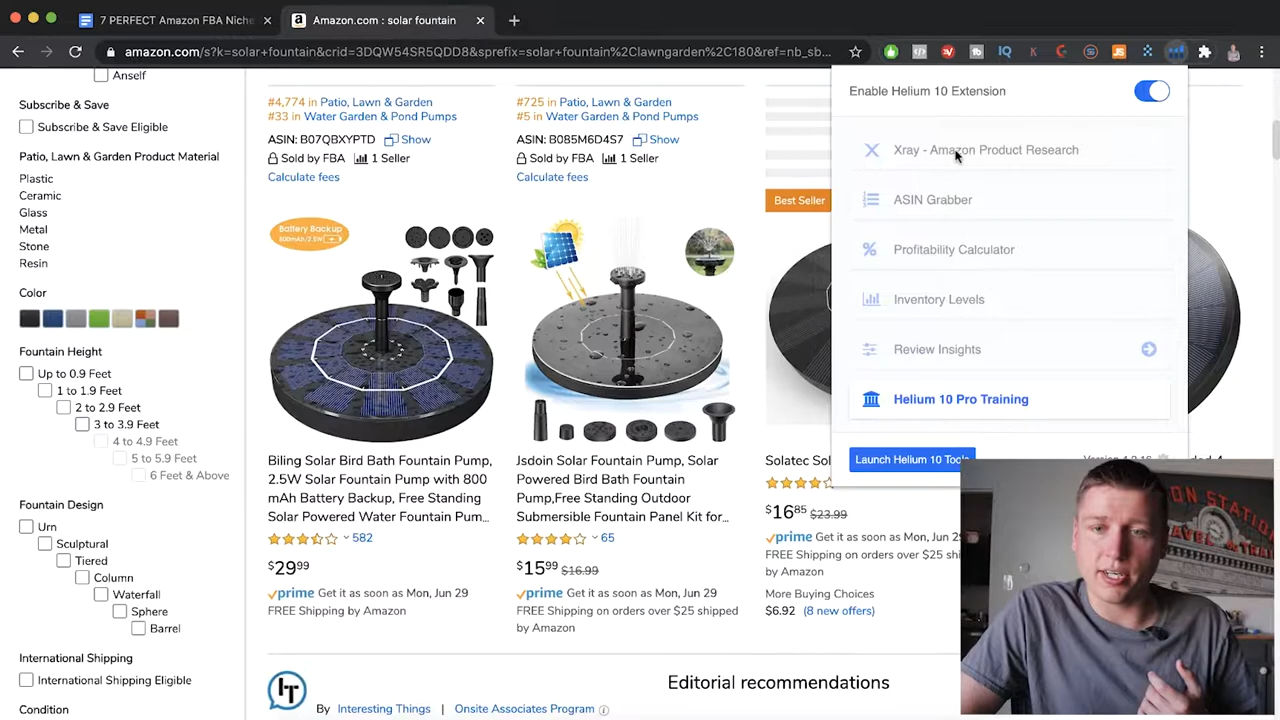 7 PERFECT Amazon FBA Niche
Amazon.com : solar fountain
amazon.com/s?k=solar+fountain&crid=3DQW54SR5QDD8&sprefix=solar+fountain%2Clawngarden%2C180&ref=nb_sb...
Ansell
Subscribe & Save
Subscribe & Save Eligible
Patio, Lawn & Garden Product Material
Plastic
Ceramic
Glass
Metal
Stone
Resin
Color
Fountain Height
Up to 0.9 Feet
1 to 1.9 Feet
2 to 2.9 Feet
3 to 3.9 Feet
4 to 4.9 Feet
5 to 5.9 Feet
6 Feet & Above
Fountain Design
Urn
Sculptural
Tiered
Column
Waterfall
Sphere
Barrel
International Shipping
International Shipping Eligible
Condition
#4,774 in Patio, Lawn & Garden
#33 in Water Garden & Pond Pumps
ASIN: B07QBXYPTD Show
Sold by FBA 1 Seller
Calculate fees
Battery Backup
800mAh/2.5W
Biling Solar Bird Bath Fountain Pump,
2.5W Solar Fountain Pump with 800
mAh Battery Backup, Free Standing
Solar Powered Water Fountain Pum...
582
$29.99
prime Get it as soon as Mon, Jun 29
FREE Shipping by Amazon
#725 in Patio, Lawn & Garden
#5 in Water Garden & Pond Pumps
ASIN: B085M6D4S7 Show
Sold by FBA 1 Seller
Calculate fees
Jsdoin Solar Fountain Pump, Solar
Powered Bird Bath Fountain
Pump,Free Standing Outdoor
Submersible Fountain Panel Kit for...
65
$15.99 $16.99
prime Get it as soon as Mon, Jun 29
FREE Shipping on orders over $25 shipped
by Amazon
Best Seller
Solatec Sol
$16.85 $23.99
prime Get it as soon as Mon, Jun 29
FREE Shipping on orders over $25 shi
by Amazon
More Buying Choices
$6.92 (8 new offers)
Enable Helium 10 Extension
Xray - Amazon Product Research
ASIN Grabber
Profitability Calculator
Inventory Levels
Review Insights
Helium 10 Pro Training
Launch Helium 10 Tools
IT
Editorial recommendations
By Interesting Things | Onsite Associates Program
ON STATION